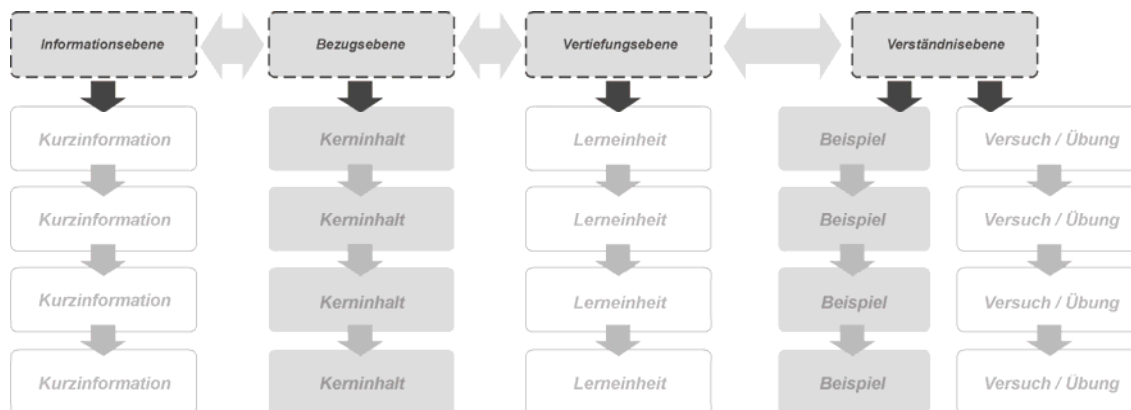 Informationsebene Bezugsebene Vertiefungsebene Verständnisebene
Kurzinformation Kerninhalt Lerneinheit Beispiel Versuch / Übung
Kurzinformation Kerninhalt Lerneinheit Beispiel Versuch / Übung
Kurzinformation Kerninhalt Lerneinheit Beispiel Versuch / Übung
Kurzinformation Kerninhalt Lerneinheit Beispiel Versuch / Übung